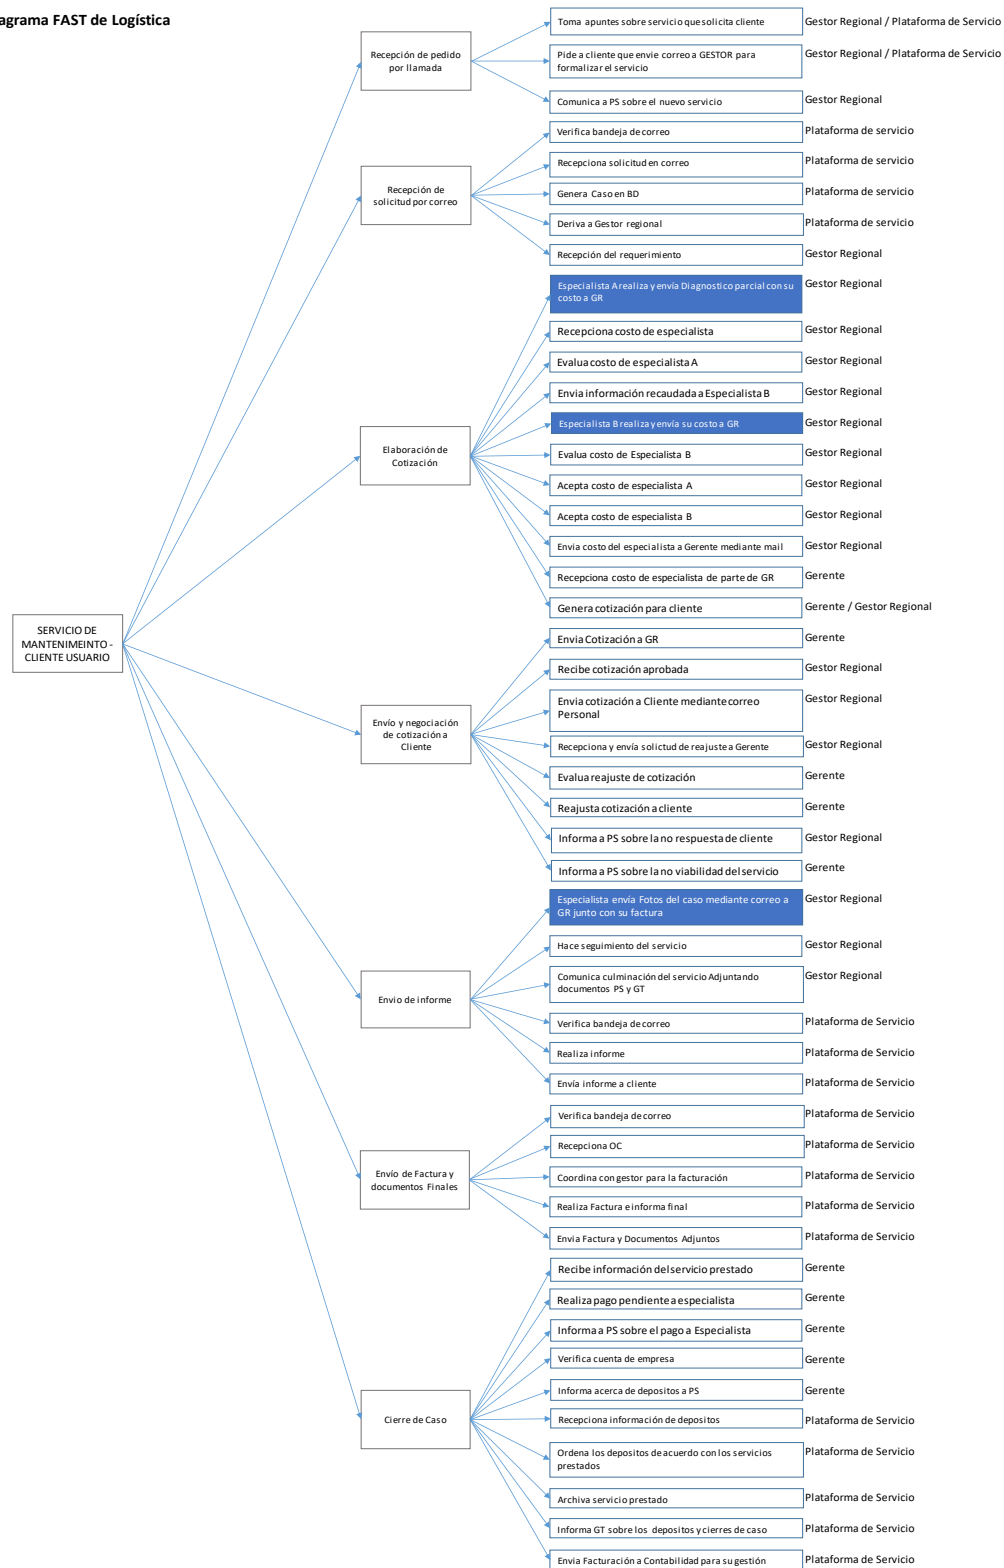 agrama FAST de Logística
Toma apuntes sobre servicio que solicita cliente
Gestor Regional / Plataforma de Servicio
Recepción de pedido
por llamada
Pide a cliente que envie correo a GESTOR para
formalizar el servicio
Gestor Regional / Plataforma de Servicio
Comunica a PS sobre el nuevo servicio
Gestor Regional
Verifica bandeja de correo
Plataforma de servicio
Recepciona solicitud en correo
Plataforma de servicio
Recepción de
solicitud por correo
Genera Caso en BD
Plataforma de servicio
Deriva a Gestor regional
Plataforma de servicio
Recepción del requerimiento
Gestor Regional
Especialista A realiza y envía Diagnostico parcial con su
costo a GR
Gestor Regional
Recepciona costo de especialista
Gestor Regional
Evalua costo de especialista A
Gestor Regional
Envia información recaudada a Especialista B
Gestor Regional
Especialista B realiza y envía su costo a GR
Gestor Regional
Elaboración de
Cotización
Evalua costo de Especialista B
Gestor Regional
Acepta costo de especialista A
Gestor Regional
Acepta costo de especialista B
Gestor Regional
Envia costo del especialista a Gerente mediante mail
Gestor Regional
Recepciona costo de especialista de parte de GR
Gerente
Genera cotización para cliente
Gerente / Gestor Regional
SERVICIO DE
MANTENIMEINTO -
CLIENTE USUARIO
Envia Cotización a GR
Gerente
Recibe cotización aprobada
Gestor Regional
Envia cotización a Cliente mediante correo
Personal
Gestor Regional
Envío y negociación
de cotización a
Cliente
Recepciona y envía solictud de reajuste a Gerente
Gestor Regional
Evalua reajuste de cotización
Gerente
Reajusta cotización a cliente
Gerente
Informa a PS sobre la no respuesta de cliente
Gestor Regional
Informa a PS sobre la no viabilidad del servicio
Gerente
Especialista envía Fotos del caso mediante correo a
GR junto con su factura
Gestor Regional
Hace seguimiento del servicio
Gestor Regional
Comunica culminación del servicio Adjuntando
documentos PS y GT
Gestor Regional
Envio de informe
Verifica bandeja de correo
Plataforma de Servicio
Realiza informe
Plataforma de Servicio
Envía informe a cliente
Plataforma de Servicio
Verifica bandeja de correo
Plataforma de Servicio
Recepciona OC
Plataforma de Servicio
Envío de Factura y
documentos Finales
Coordina con gestor para la facturación
Plataforma de Servicio
Realiza Factura e informa final
Plataforma de Servicio
Envia Factura y Documentos Adjuntos
Plataforma de Servicio
Recibe información del servicio prestado
Gerente
Realiza pago pendiente a especialista
Gerente
Informa a PS sobre el pago a Especialista
Gerente
Verifica cuenta de empresa
Gerente
Informa acerca de depositos a PS
Gerente
Cierre de Caso
Recepciona información de depositos
Plataforma de Servicio
Ordena los depositos de acuerdo con los servicios
prestados
Plataforma de Servicio
Archiva servicio prestado
Plataforma de Servicio
Informa GT sobre los depositos y cierres de caso
Plataforma de Servicio
Envia Facturación a Contabilidad para su gestión
Plataforma de Servicio